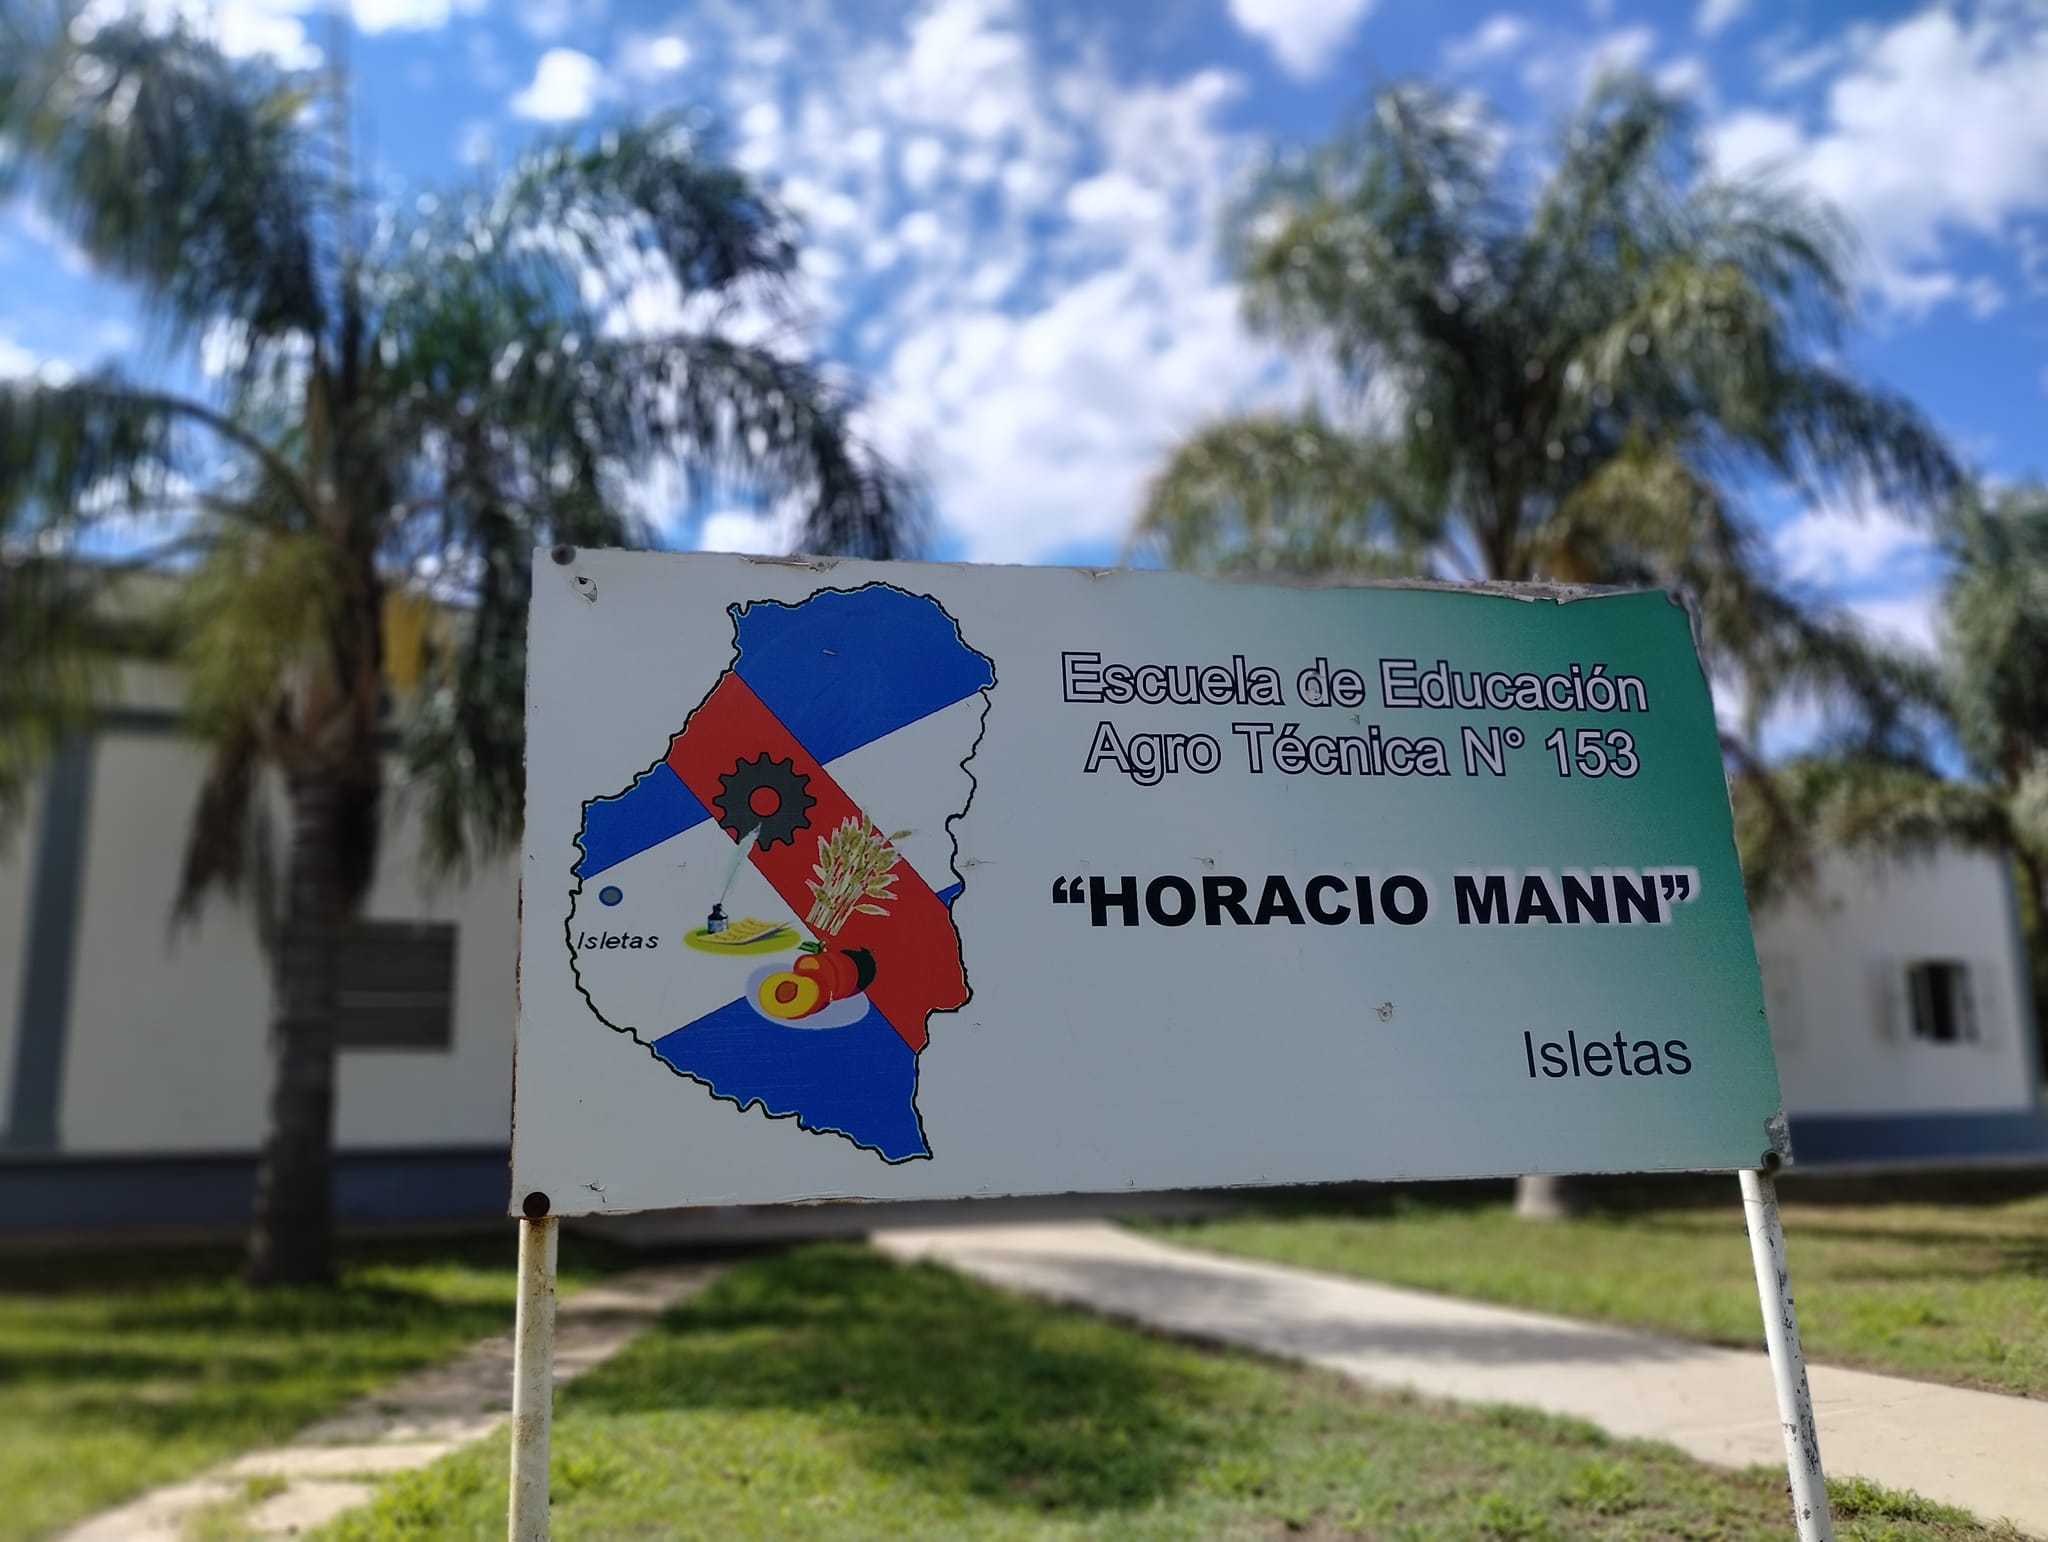 Escuela de Educación
Agro Técnica N° 153
“HORACIO MANN”
Isletas
Isletas